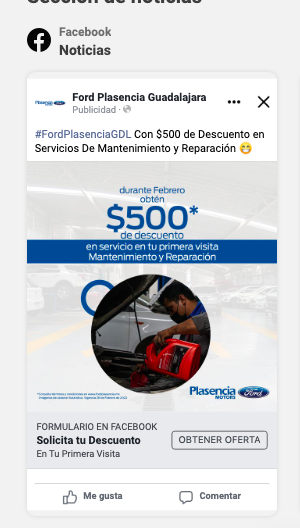 Sección de noticias
Facebook
Noticias
Ford Plasencia Guadalajara
Publicidad ·
#FordPlasenciaGDL Con $500 de Descuento en
Servicios De Mantenimiento y Reparación 😁
durante Febrero
obtén
$500*
de descuento
en servicio en tu primera visita
Mantenimiento y Reparación
Plasencia
MOTORS
Ford
FORMULARIO EN FACEBOOK
Solicita tu Descuento
En Tu Primera Visita
OBTENER OFERTA
Me gusta
Comentar